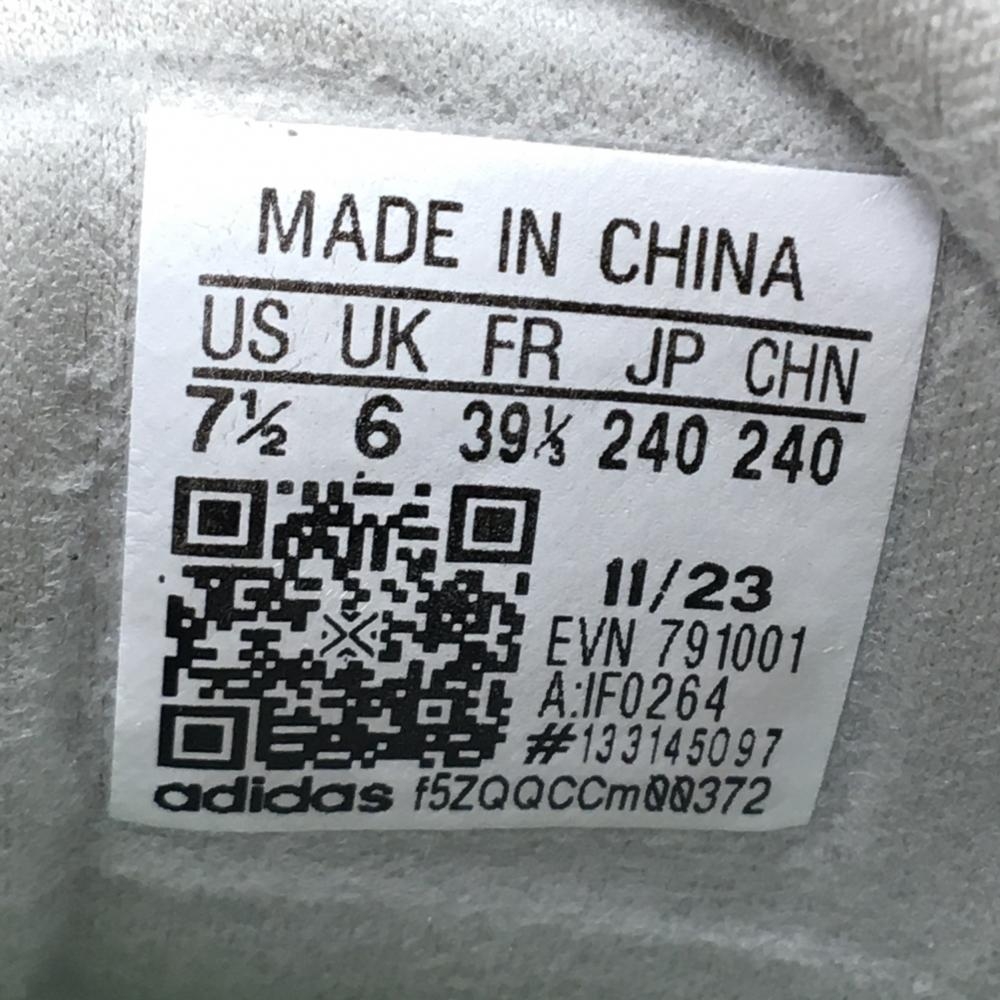 MADE IN CHINA
US UK FR JP CHN
7½ 6 39⅓ 240 240
11/23
EVN 791001
A:IF0264
#133145097
adidas f5ZQQCCm00372